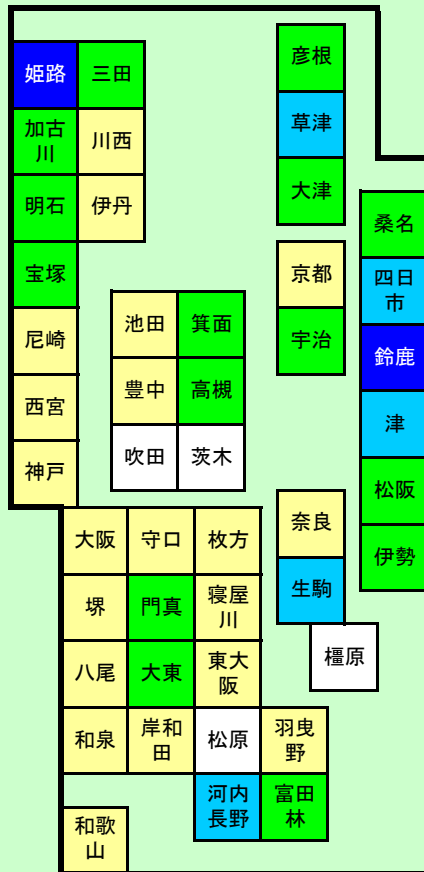 姫路 三田
加古川 川西
明石 伊丹
宝塚
尼崎
西宮
神戸
彦根
草津
大津
京都
宇治
桑名
四日市
鈴鹿
津
松阪
伊勢
池田 箕面
豊中 高槻
吹田 茨木
大阪 守口 枚方
堺 門真 寝屋川
八尾 大東 東大阪
和泉 岸和田 松原 羽曳野
河内長野 富田林
和歌山
奈良
生駒
橿原